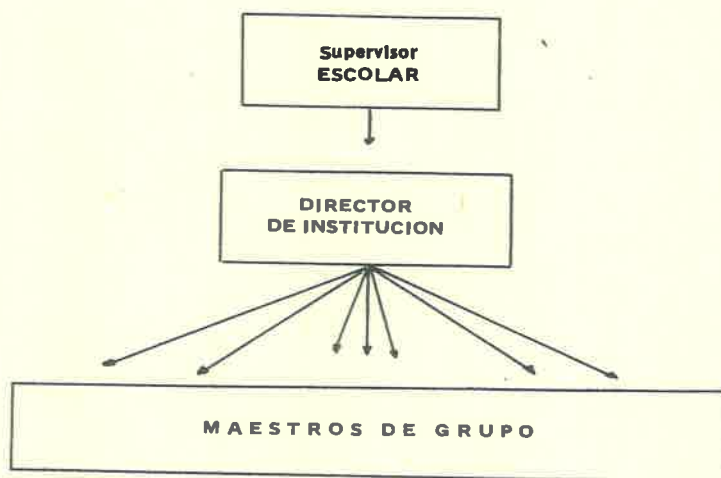 Supervisor
ESCOLAR
DIRECTOR
DE INSTITUCION
MAESTROS DE GRUPO